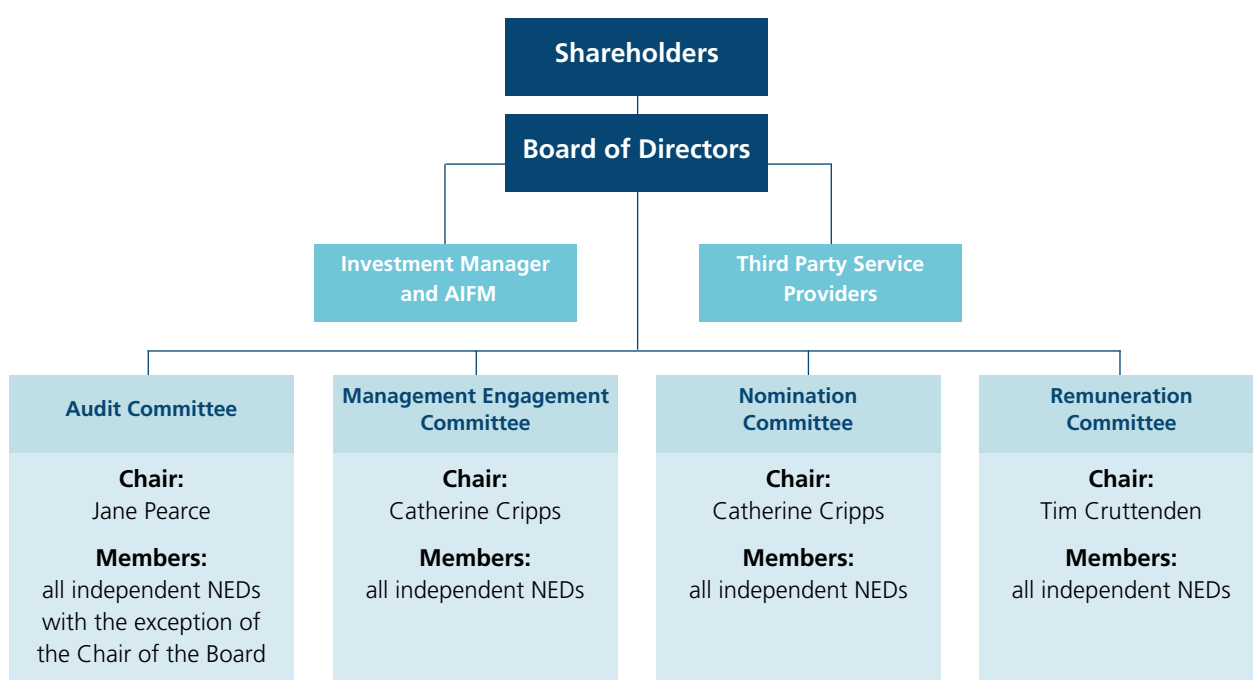 Shareholders
Board of Directors
Investment Manager
and AIFM
Third Party Service
Providers
Audit Committee
Chair:
Jane Pearce
Members:
all independent NEDs
with the exception of
the Chair of the Board
Management Engagement
Committee
Chair:
Catherine Cripps
Members:
all independent NEDs
Nomination
Committee
Chair:
Catherine Cripps
Members:
all independent NEDs
Remuneration
Committee
Chair:
Tim Cruttenden
Members:
all independent NEDs